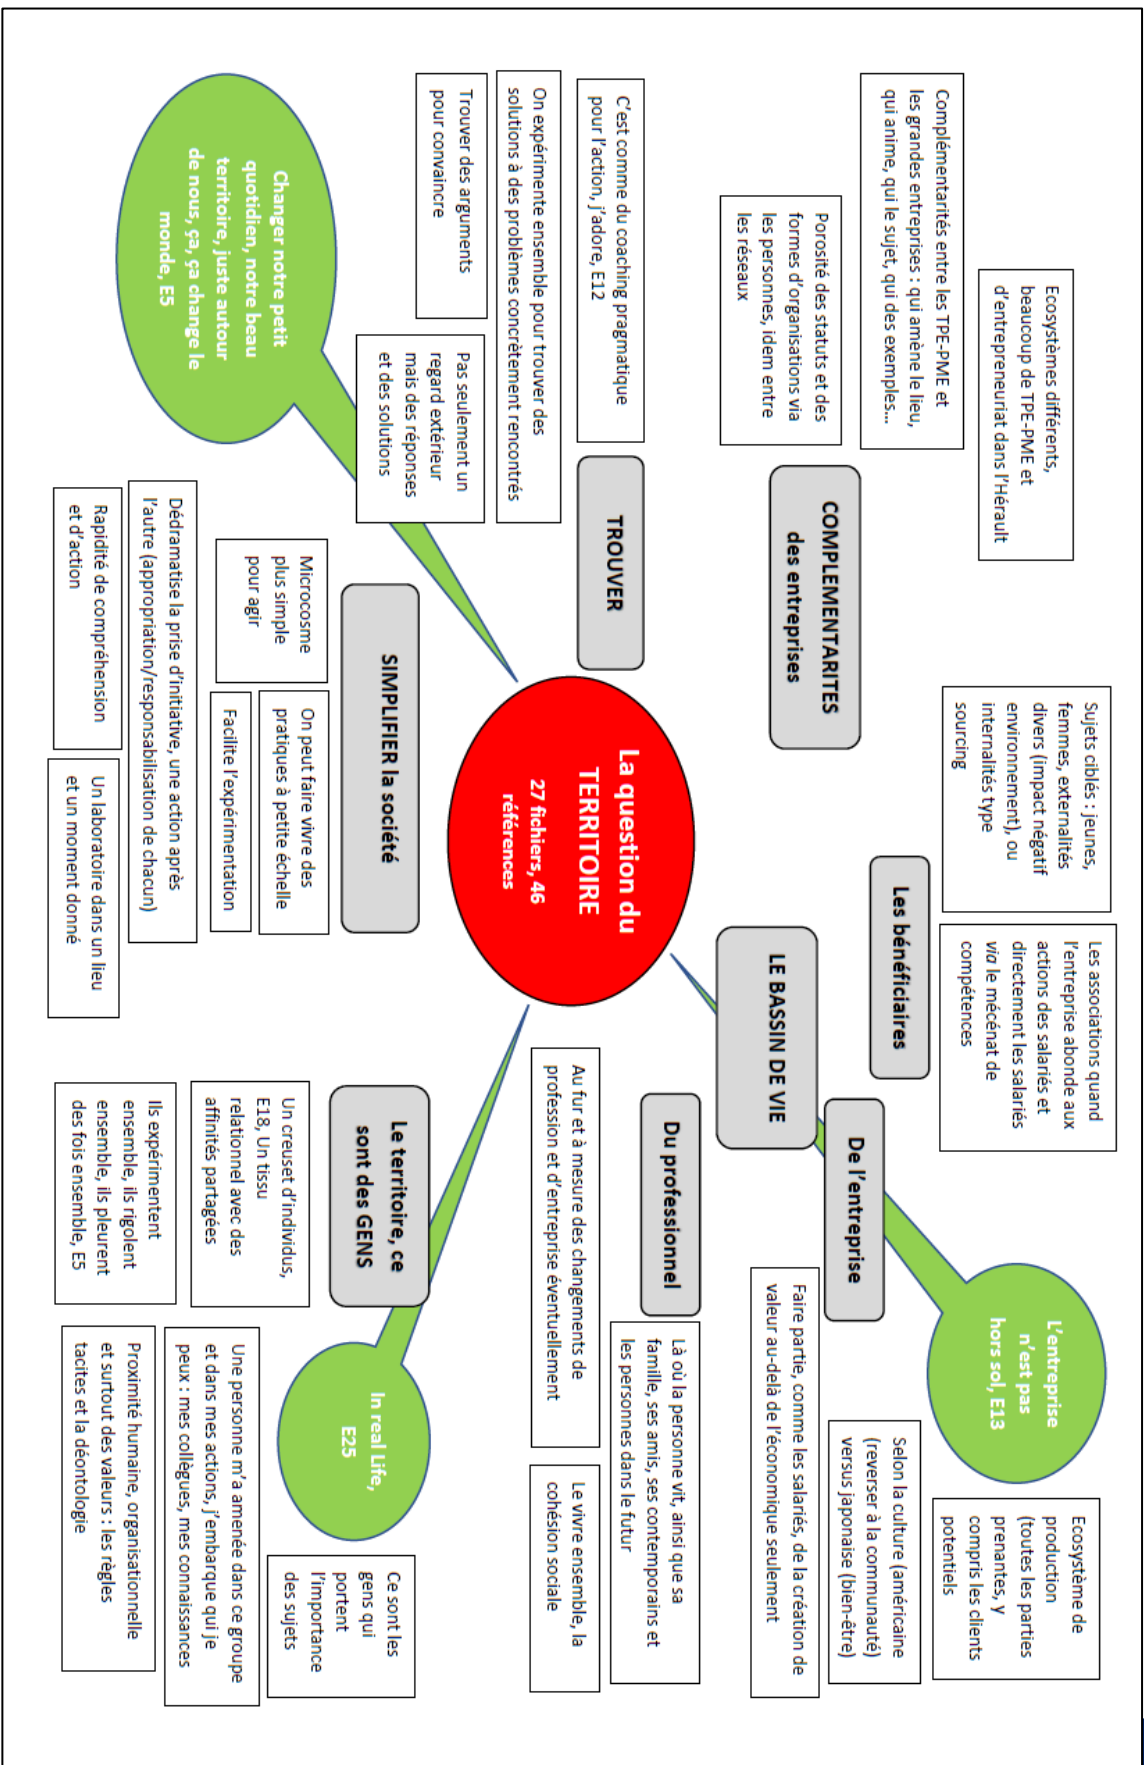 Ecosystèmes différents,
beaucoup de TPE-PME et
d'entrepreneuriat dans l'Hérault
Complémentarités entre les TPE-PME et
les grandes entreprises : qui amène le lieu,
qui anime, qui le sujet, qui des exemples...
Porosité des statuts et des
formes d'organisations via
les personnes, idem entre
les réseaux
COMPLEMENTARITES
des entreprises
Sujets ciblés : jeunes,
femmes, externalités
divers (impact négatif
environnement), ou
internalités type
sourcing
Les associations quand
l'entreprise abonde aux
actions des salariés et
directement les salariés
via le mécénat de
compétences
Les bénéficiaires
LE BASSIN DE VIE
De l'entreprise
L'entreprise
n'est pas
hors sol, E13
Ecosystème de
production
(toutes les parties
prenantes, y
compris les clients
potentiels
Selon la culture (américaine
(reverser à la communauté)
versus japonaise (bien-être)
Faire partie, comme les salariés, de la création de
valeur au-delà de l'économique seulement
Du professionnel
Là où la personne vit, ainsi que sa
famille, ses amis, ses contemporains et
les personnes dans le futur
Au fur et à mesure des changements de
profession et d'entreprise éventuellement
Le vivre ensemble, la
cohésion sociale
C'est comme du coaching pragmatique
pour l'action, j'adore, E12
On expérimente ensemble pour trouver des
solutions à des problèmes concrètement rencontrés
Trouver des arguments
pour convaincre
Pas seulement un
regard extérieur
mais des réponses
et des solutions
TROUVER
La question du
TERRITOIRE
27 fichiers, 46
références
Changer notre petit
quotidien, notre beau
territoire, juste autour
de nous, ça, ça change le
monde, E5
SIMPLIFIER la société
Microcosme
plus simple
pour agir
On peut faire vivre des
pratiques à petite échelle
Facilite l'expérimentation
Dédramatise la prise d'initiative, une action après
l'autre (appropriation/responsabilisation de chacun)
Rapidité de compréhension
et d'action
Un laboratoire dans un lieu
et un moment donné
Le territoire, ce
sont des GENS
Un creuset d'individus,
E18, Un tissu
relationnel avec des
affinités partagées
Ils expérimentent
ensemble, ils rigolent
ensemble, ils pleurent
des fois ensemble, E5
In real Life,
E25
Ce sont les
gens qui
portent
l'importance
des sujets
Une personne m'a amenée dans ce groupe
et dans mes actions, j'embarque qui je
peux : mes collègues, mes connaissances
Proximité humaine, organisationnelle
et surtout des valeurs : les règles
tacites et la déontologie